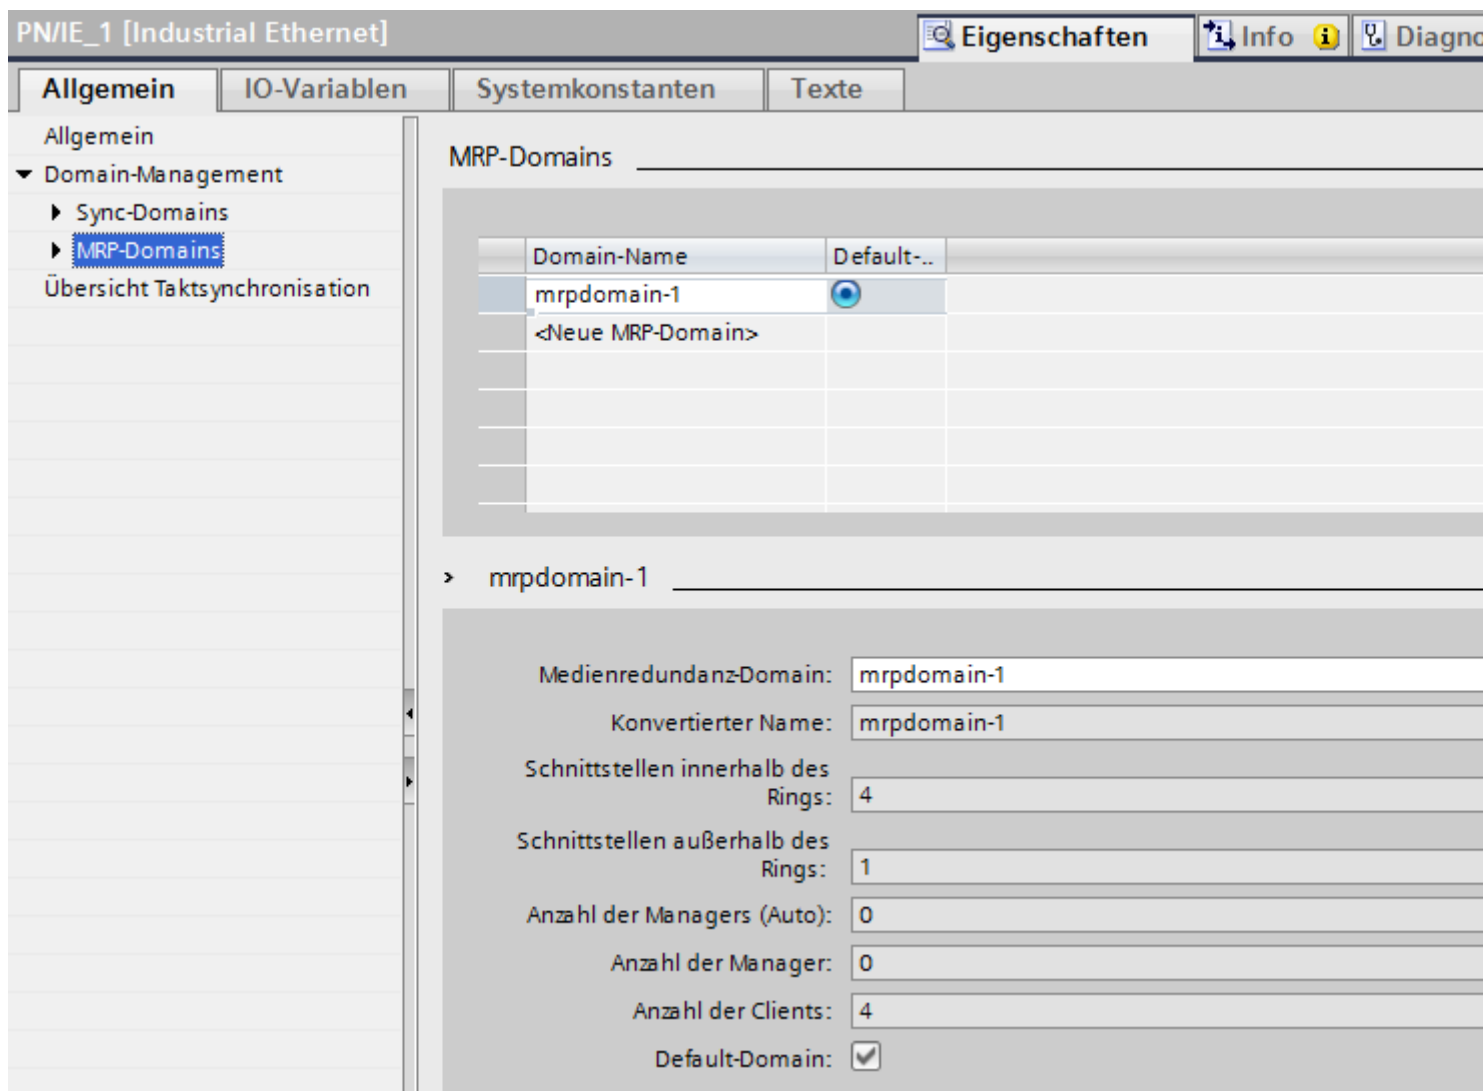 PN/IE_1 [Industrial Ethernet]
Eigenschaften
Info
Diagno
Allgemein
IO-Variablen
Systemkonstanten
Texte
Allgemein
Domain-Management
Sync-Domains
MRP-Domains
Übersicht Taktsynchronisation
MRP-Domains
Domain-Name
Default-..
mrpdomain-1
<Neue MRP-Domain>
mrpdomain-1
Medienredundanz-Domain: mrpdomain-1
Konvertierter Name: mrpdomain-1
Schnittstellen innerhalb des
Rings: 4
Schnittstellen außerhalb des
Rings: 1
Anzahl der Managers (Auto): 0
Anzahl der Manager: 0
Anzahl der Clients: 4
Default-Domain: